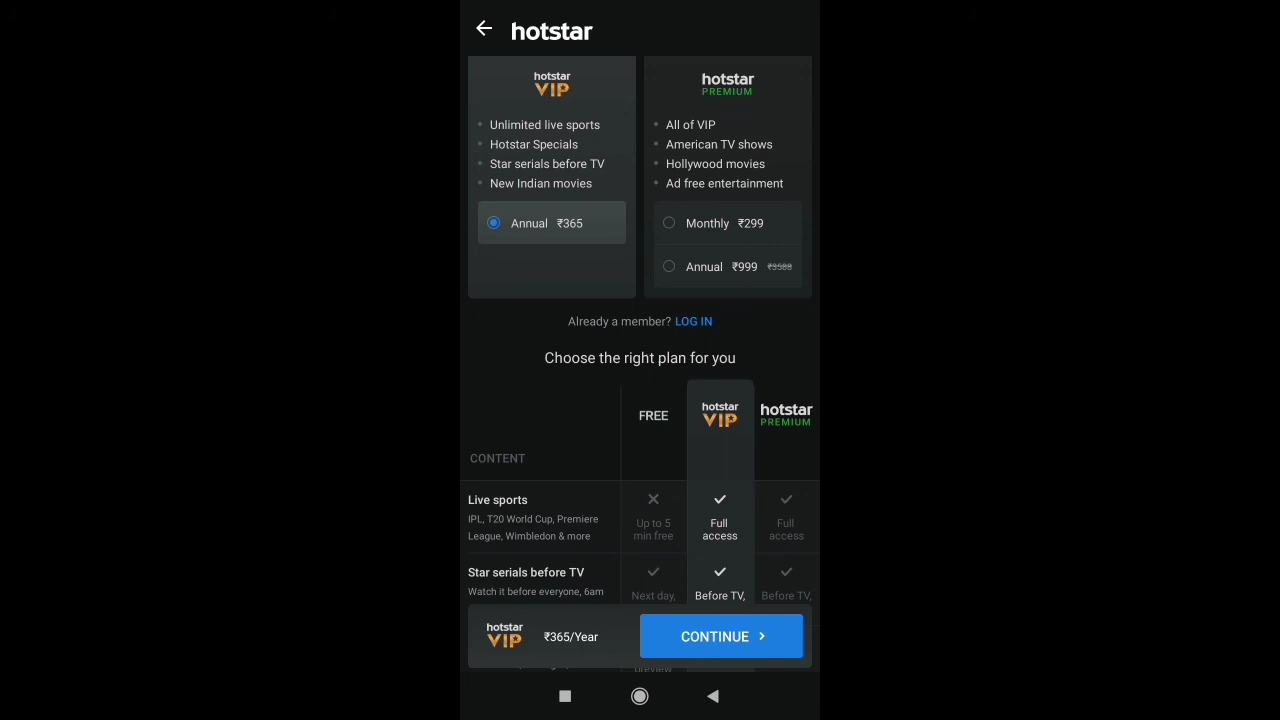 hotstar
hotstar
VIP
Unlimited live sports
Hotstar Specials
Star serials before TV
New Indian movies
Annual ₹365
hotstar
PREMIUM
All of VIP
American TV shows
Hollywood movies
Ad free entertainment
Monthly ₹299
Annual ₹999 ₹3588
Already a member? LOG IN
Choose the right plan for you
FREE
hotstar
VIP
hotstar
PREMIUM
CONTENT
Live sports
IPL, T20 World Cup, Premiere
League, Wimbledon & more
Up to 5
min free
Full
access
Full
access
Star serials before TV
Watch it before everyone, 6am
Next day,
Before TV,
Before TV,
hotstar
VIP
₹365/Year
CONTINUE